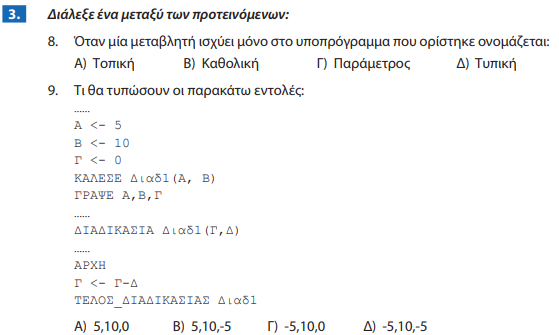 3. Διάλεξε ένα μεταξύ των προτεινόμενων:
8. Όταν μία μεταβλητή ισχύει μόνο στο υποπρόγραμμα που ορίστηκε ονομάζεται:
Α) Τοπική Β) Καθολική Γ) Παράμετρος Δ) Τυπική
9. Τι θα τυπώσουν οι παρακάτω εντολές:
......
Α <- 5
Β <- 10
Γ <- 0
ΚΑΛΕΣΕ Διαδ1(Α, Β)
ΓΡΑΨΕ Α,Β,Γ
......
ΔΙΑΔΙΚΑΣΙΑ Διαδ1(Γ,Δ)
......
ΑΡΧΗ
Γ <- Γ-Δ
ΤΕΛΟΣ_ΔΙΑΔΙΚΑΣΙΑΣ Διαδ1
Α) 5,10,0 Β) 5,10,-5 Γ) -5,10,0 Δ) -5,10,-5